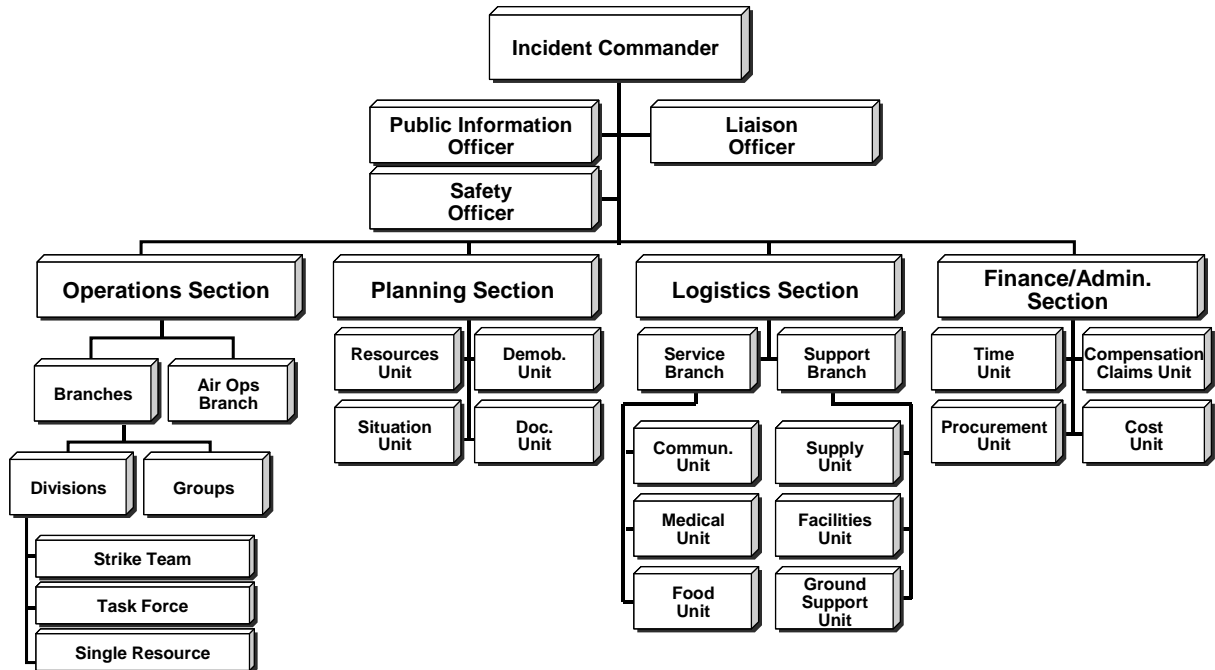 Incident Commander
Public Information
Officer
Liaison
Officer
Safety
Officer
Operations Section
Planning Section
Logistics Section
Finance/Admin.
Section
Branches
Air Ops
Branch
Divisions
Groups
Strike Team
Task Force
Single Resource
Resources
Unit
Demob.
Unit
Situation
Unit
Doc.
Unit
Service
Branch
Support
Branch
Commun.
Unit
Supply
Unit
Medical
Unit
Facilities
Unit
Food
Unit
Ground
Support
Unit
Time
Unit
Compensation
Claims Unit
Procurement
Unit
Cost
Unit